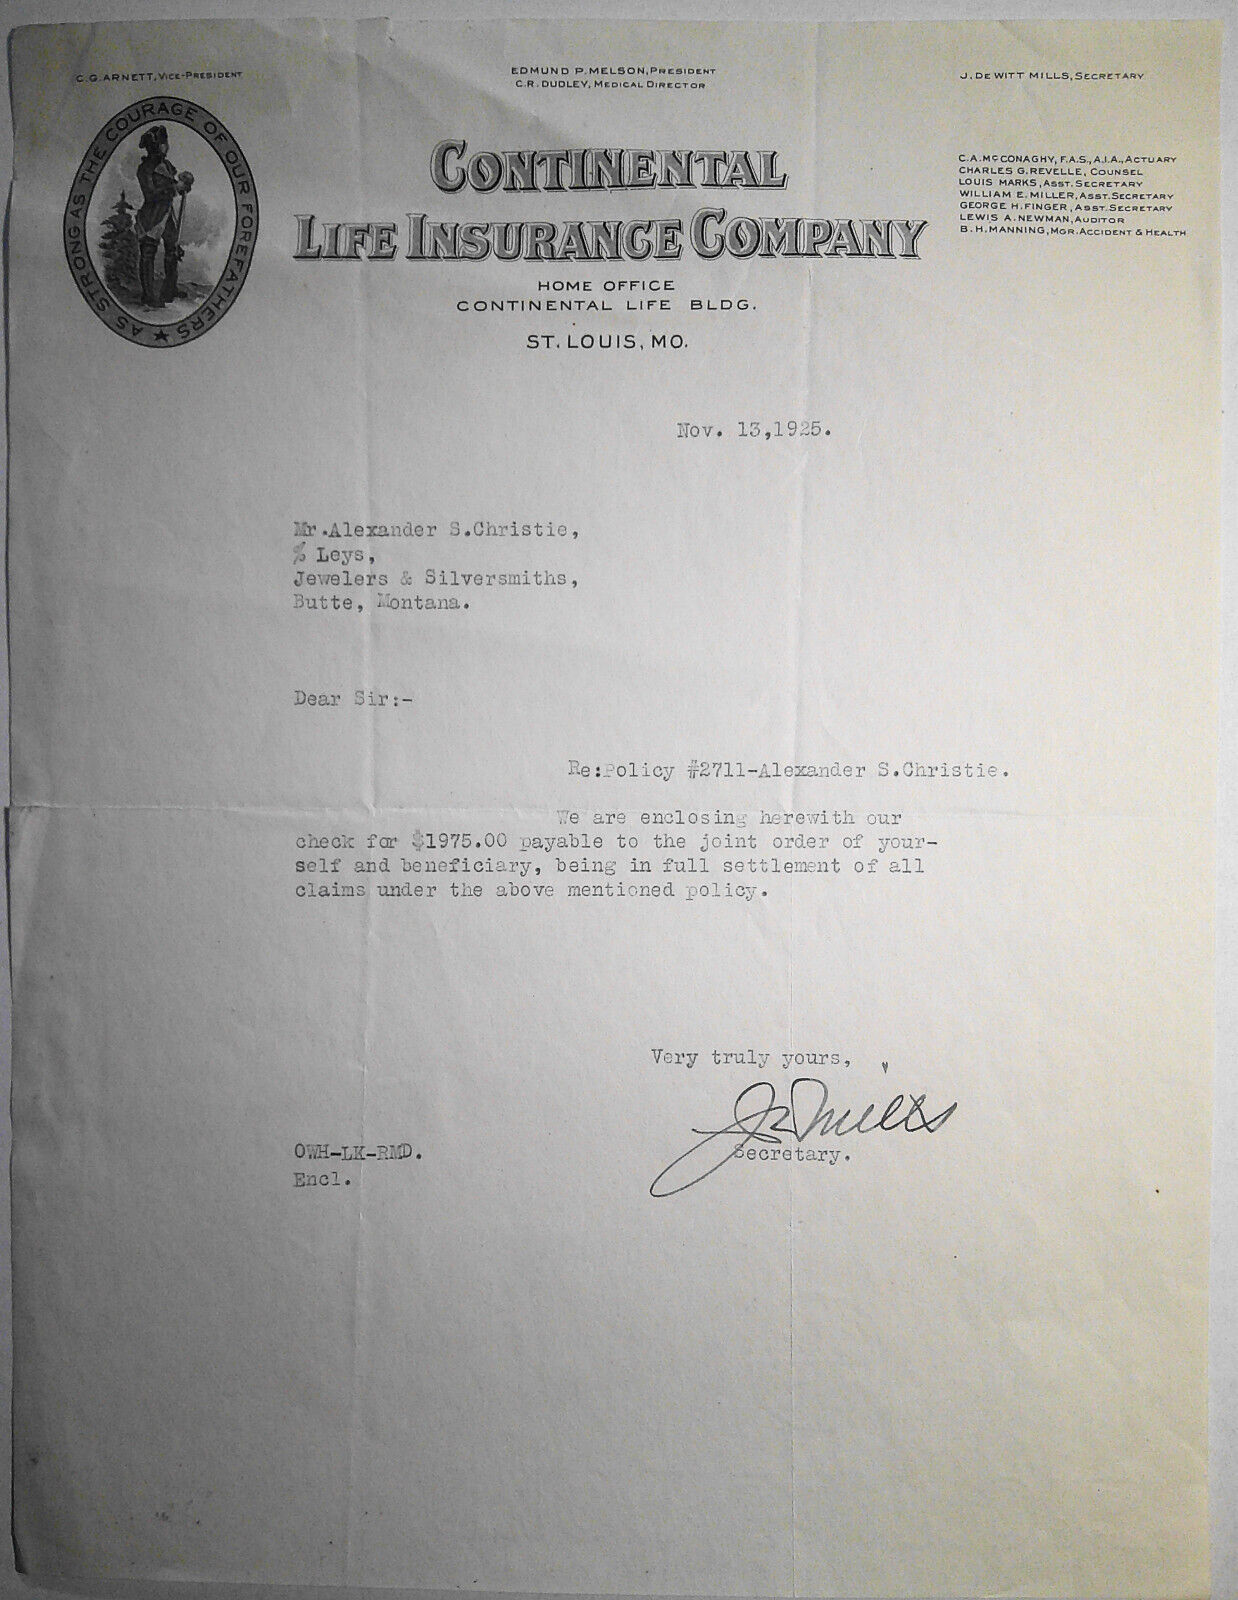 C.G. ARNETT, VICE-PRESIDENT
EDMUND P. MELSON, PRESIDENT
C.R. DUDLEY, MEDICAL DIRECTOR
J. DE WITT MILLS, SECRETARY
AS STRONG AS THE COURAGE OF OUR FOREFATHERS ★
CONTINENTAL
LIFE INSURANCE COMPANY
HOME OFFICE
CONTINENTAL LIFE BLDG.
ST. LOUIS, MO.
C.A. McCONAGHY, F.A.S., A.I.A., ACTUARY
CHARLES G. REVELLE, COUNSEL
LOUIS MARKS, ASST. SECRETARY
WILLIAM E. MILLER, ASST. SECRETARY
GEORGE H. FINGER, ASST. SECRETARY
LEWIS A. NEWMAN, AUDITOR
B.H. MANNING, MGR. ACCIDENT & HEALTH
Nov. 13,1925.
Mr.Alexander S.Christie,
% Leys,
Jewelers & Silversmiths,
Butte, Montana.
Dear Sir:-
Re:Policy #2711-Alexander S.Christie.
We are enclosing herewith our
check for $1975.00 payable to the joint order of your-
self and beneficiary, being in full settlement of all
claims under the above mentioned policy.
Very truly yours,
J D Mills
Secretary.
OWH-LK-RMD.
Encl.